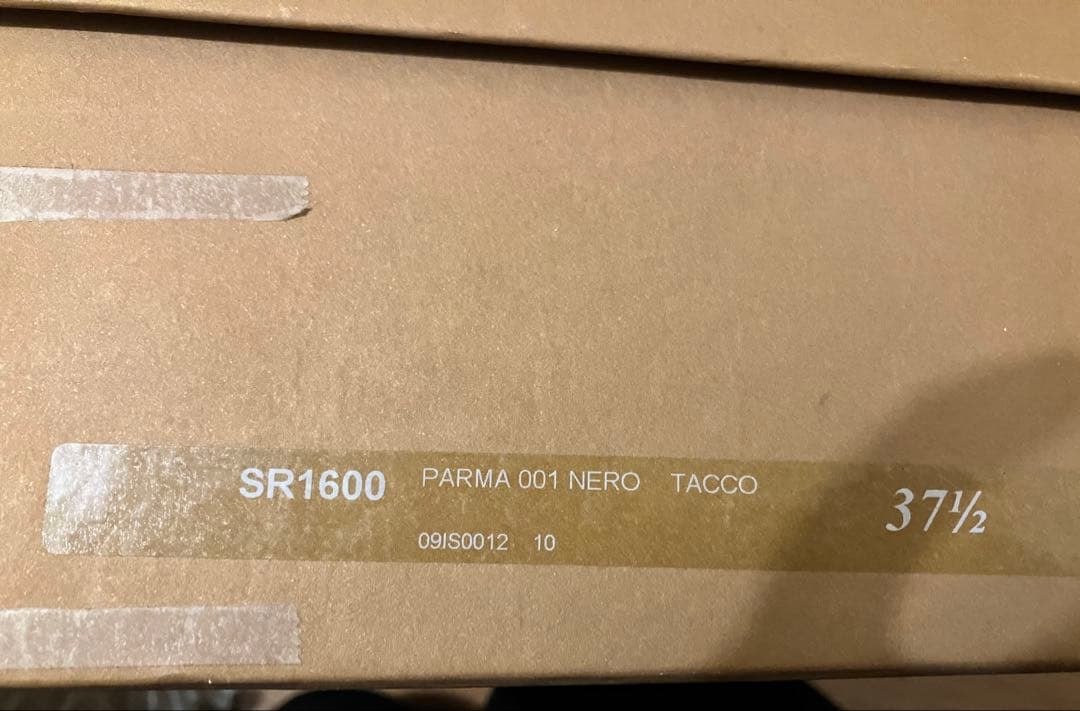 SR1600 PARMA 001 NERO TACCO 37½
09IS0012 10